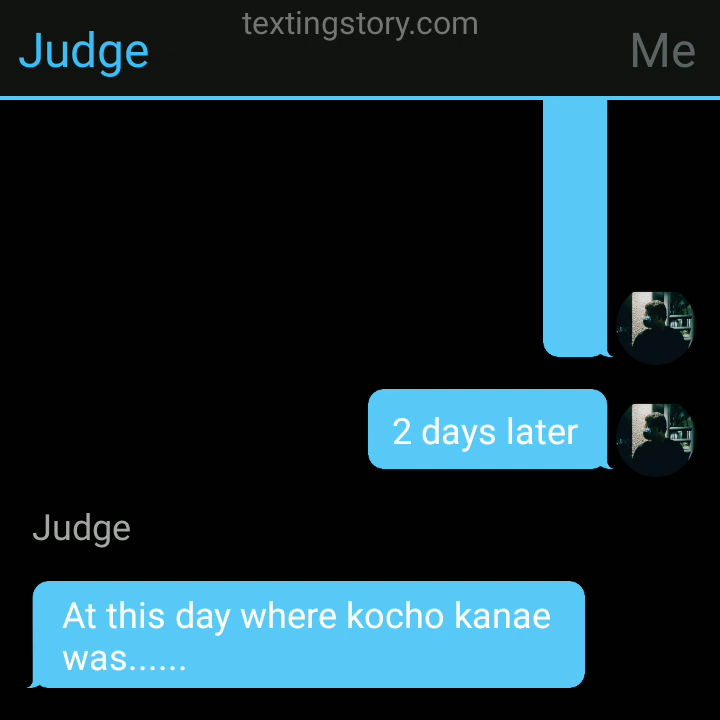 textingstory.com
Judge
Me
2 days later
Judge
At this day where kocho kanae
was......